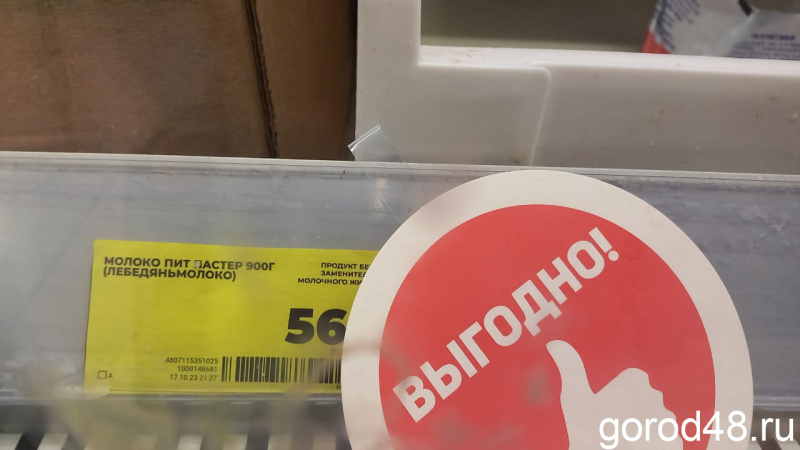 МОЛОКО ПИТ ПАСТЕР 900Г
(ЛЕБЕДЯНЬМОЛОКО)
ПРОДУКТ БЕ
ЗАМЕНИТЕЛ
МОЛОЧНОГО ЖИ
56
4607115351025
1000148681
17.10.23 21:27
А
ВЫГОДНО!
gorod48.ru